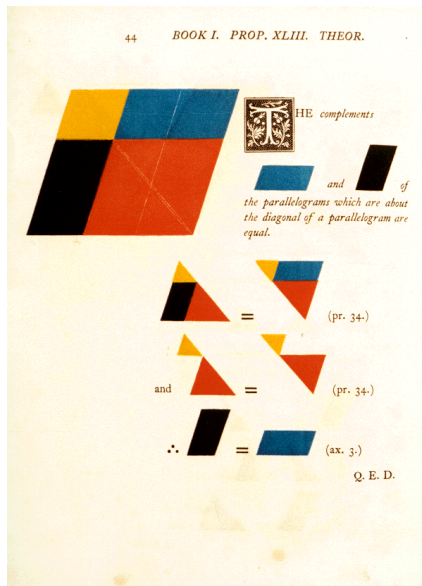 44 BOOK I. PROP. XLIII. THEOR.
THE complements
and of
the parallelograms which are about
the diagonal of a parallelogram are
equal.
= (pr. 34.)
and = (pr. 34.)
∴ = (ax. 3.)
Q. E. D.